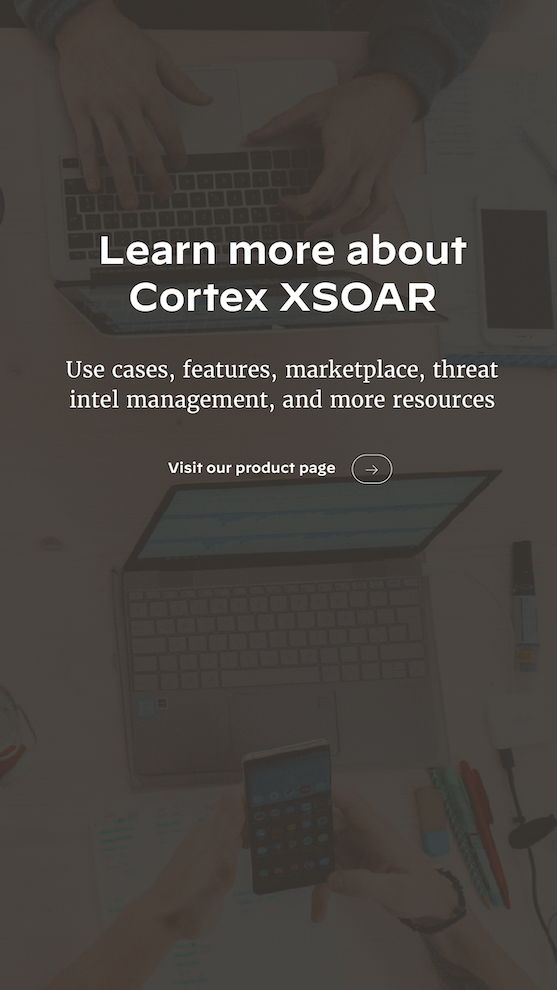 Learn more about
Cortex XSOAR
Use cases, features, marketplace, threat
intel management, and more resources
Visit our product page